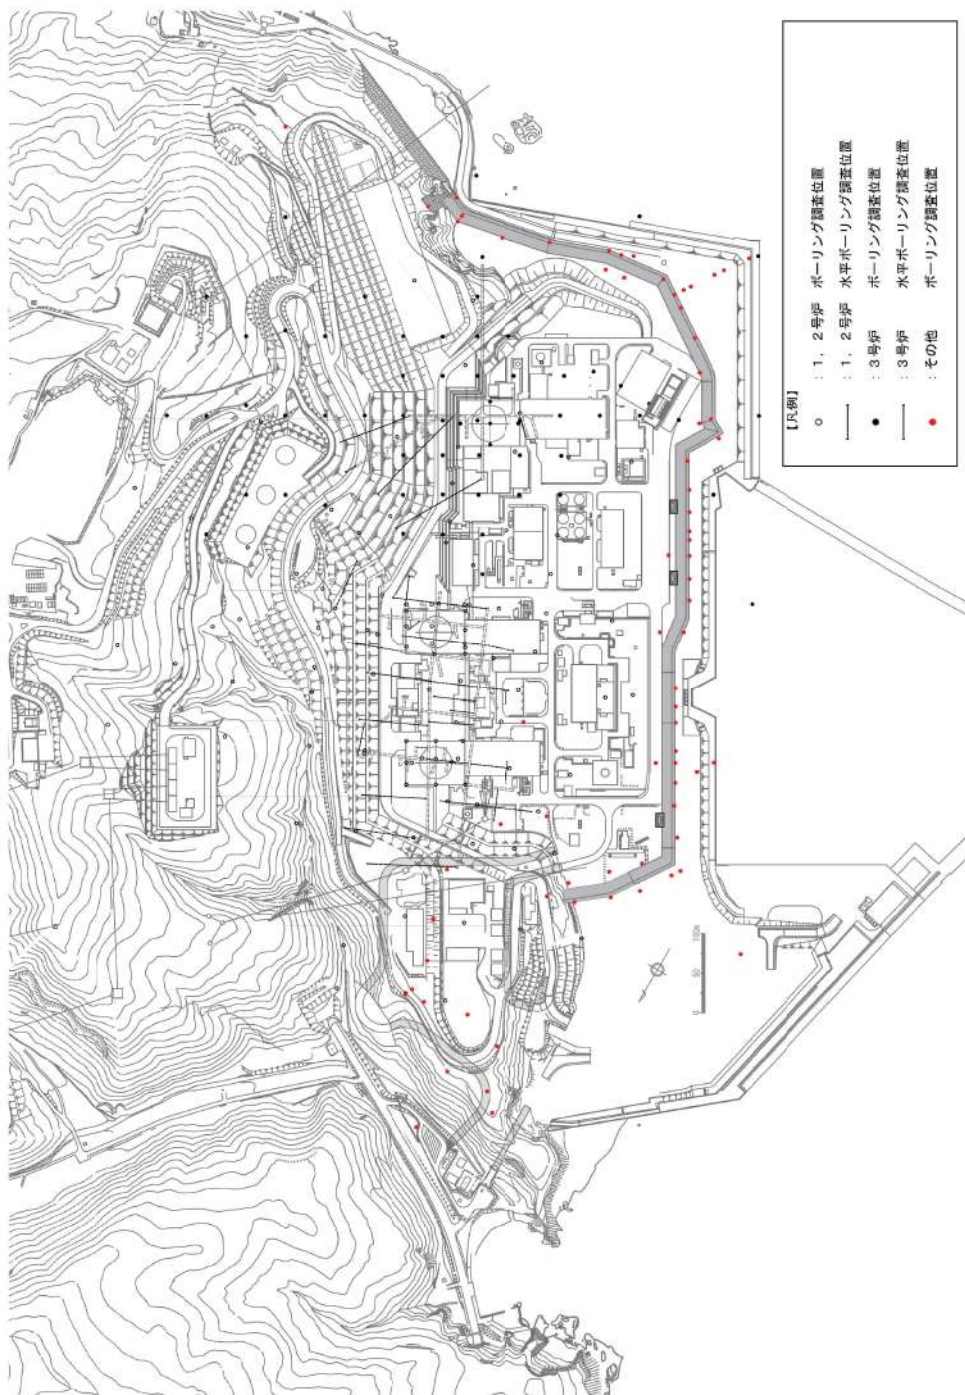 【凡例】
○ : 1, 2号炉 ボーリング調査位置
: 1, 2号炉 水平ボーリング調査位置
● : 3号炉 ボーリング調査位置
: 3号炉 水平ボーリング調査位置
● : その他 ボーリング調査位置
0 50 100m